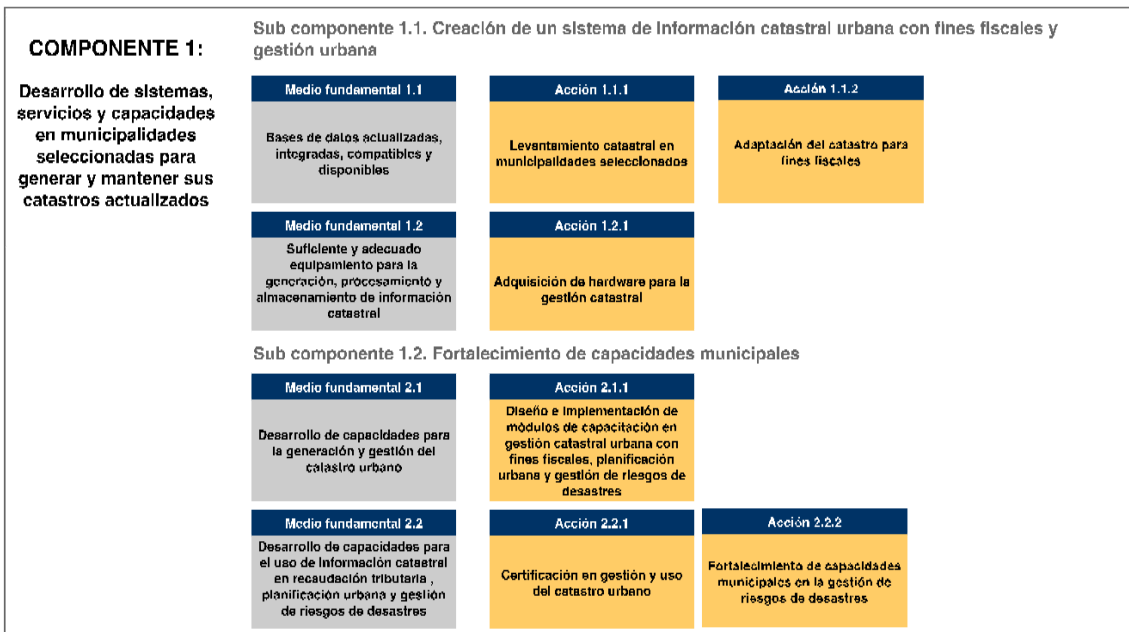 COMPONENTE 1:
Desarrollo de sistemas,
servicios y capacidades
en municipalidades
seleccionadas para
generar y mantener sus
catastros actualizados
Sub componente 1.1. Creación de un sistema de información catastral urbana con fines fiscales y
gestión urbana
Medio fundamental 1.1
Bases de datos actualizadas,
integradas, compatibles y
disponibles
Acción 1.1.1
Levantamiento catastral en
municipalidades seleccionados
Acción 1.1.2
Adaptación del catastro para
fines fiscales
Medio fundamental 1.2
Suficiente y adecuado
equipamiento para la
generación, procesamiento y
almacenamiento de información
catastral
Acción 1.2.1
Adquisición de hardware para la
gestión catastral
Sub componente 1.2. Fortalecimiento de capacidades municipales
Medio fundamental 2.1
Desarrollo de capacidades para
la generación y gestión del
catastro urbano
Acción 2.1.1
Diseño e implementación de
módulos de capacitación en
gestión catastral urbana con
fines fiscales, planificación
urbana y gestión de riesgos de
desastres
Medio fundamental 2.2
Desarrollo de capacidades para
el uso de información catastral
en recaudación tributaria ,
planificación urbana y gestión
de riesgos de desastres
Acción 2.2.1
Certificación en gestión y uso
del catastro urbano
Acción 2.2.2
Fortalecimiento de capacidades
municipales en la gestión de
riesgos de desastres